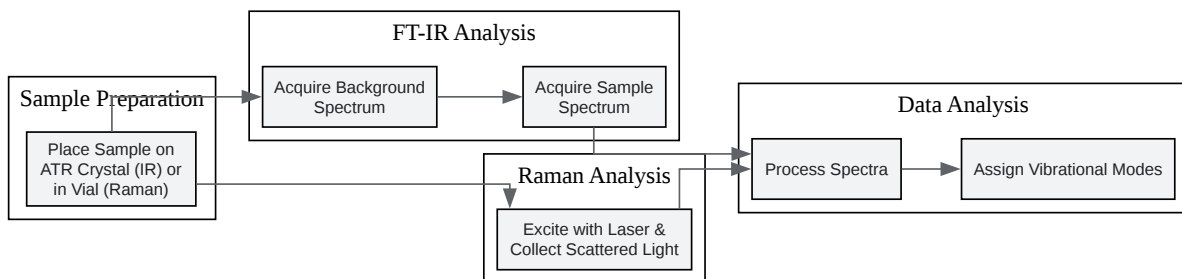 FT-IR Analysis
Acquire Background
Spectrum
Acquire Sample
Spectrum
Sample Preparation
Place Sample on
ATR Crystal (IR) or
in Vial (Raman)
Raman Analysis
Excite with Laser &
Collect Scattered Light
Data Analysis
Process Spectra
Assign Vibrational Modes